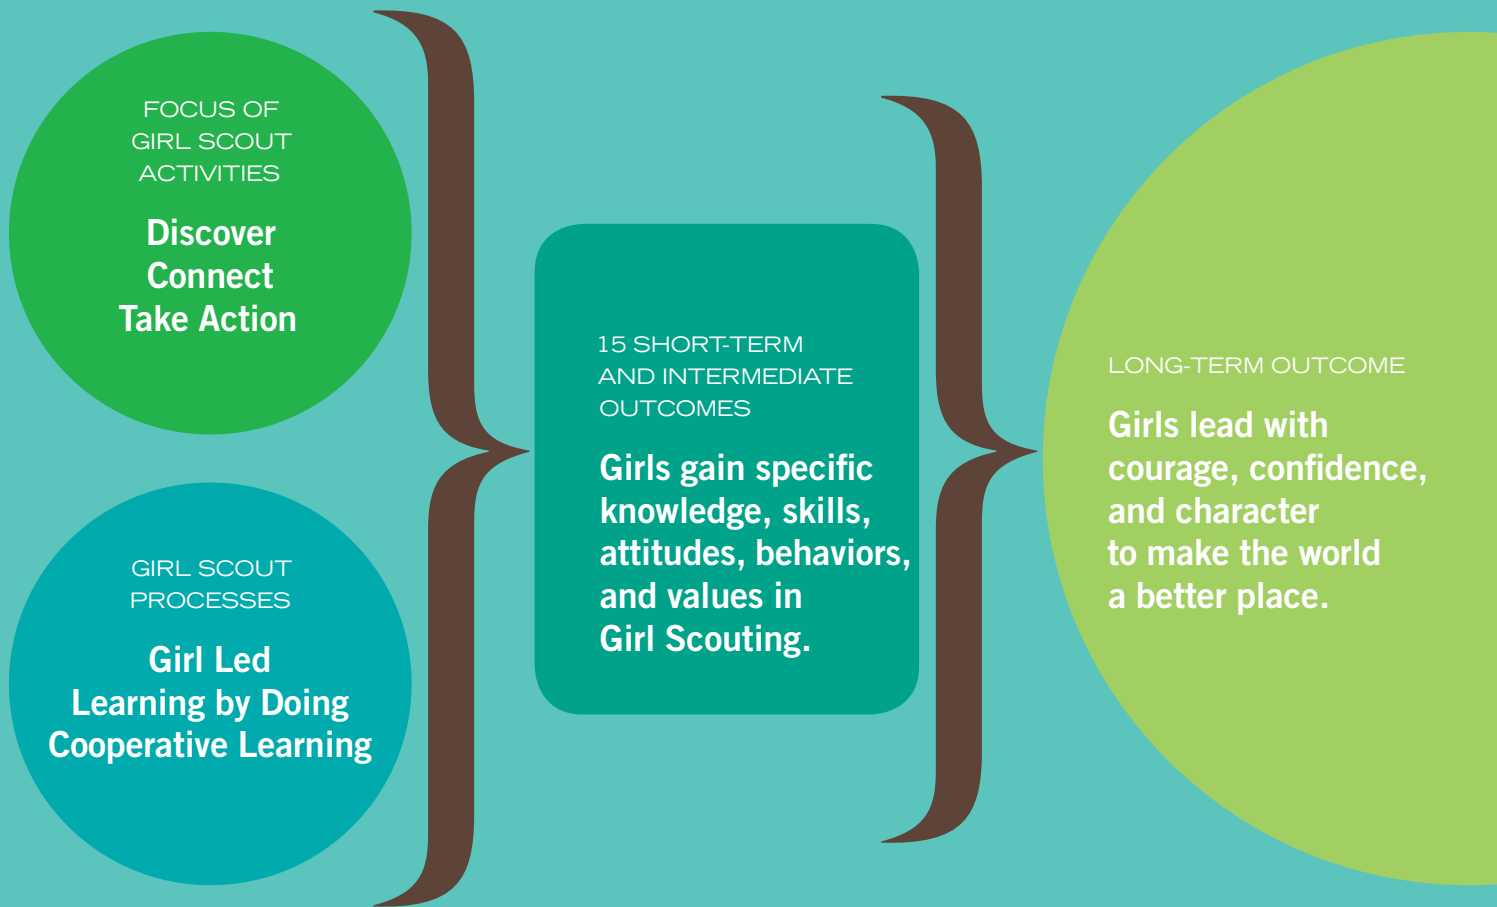 FOCUS OF
GIRL SCOUT
ACTIVITIES
Discover
Connect
Take Action
GIRL SCOUT
PROCESSES
Girl Led
Learning by Doing
Cooperative Learning
15 SHORT-TERM
AND INTERMEDIATE
OUTCOMES
Girls gain specific
knowledge, skills,
attitudes, behaviors,
and values in
Girl Scouting.
LONG-TERM OUTCOME
Girls lead with
courage, confidence,
and character
to make the world
a better place.